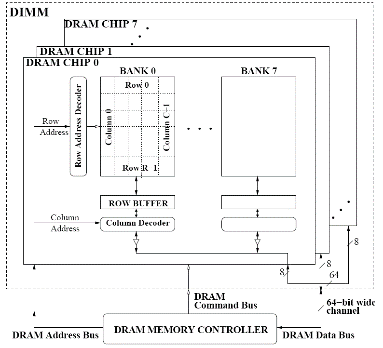 DIMM
DRAM CHIP 7
DRAM CHIP 1
DRAM CHIP 0
BANK 0
BANK 7
Row 0
Row Address Decoder
Column 0
Column C-1
Row
Address
Row R-1
ROW BUFFER
Column
Address
Column Decoder
8
8
8
64
DRAM
Command Bus
64-bit wide
channel
DRAM Address Bus
DRAM MEMORY CONTROLLER
DRAM Data Bus